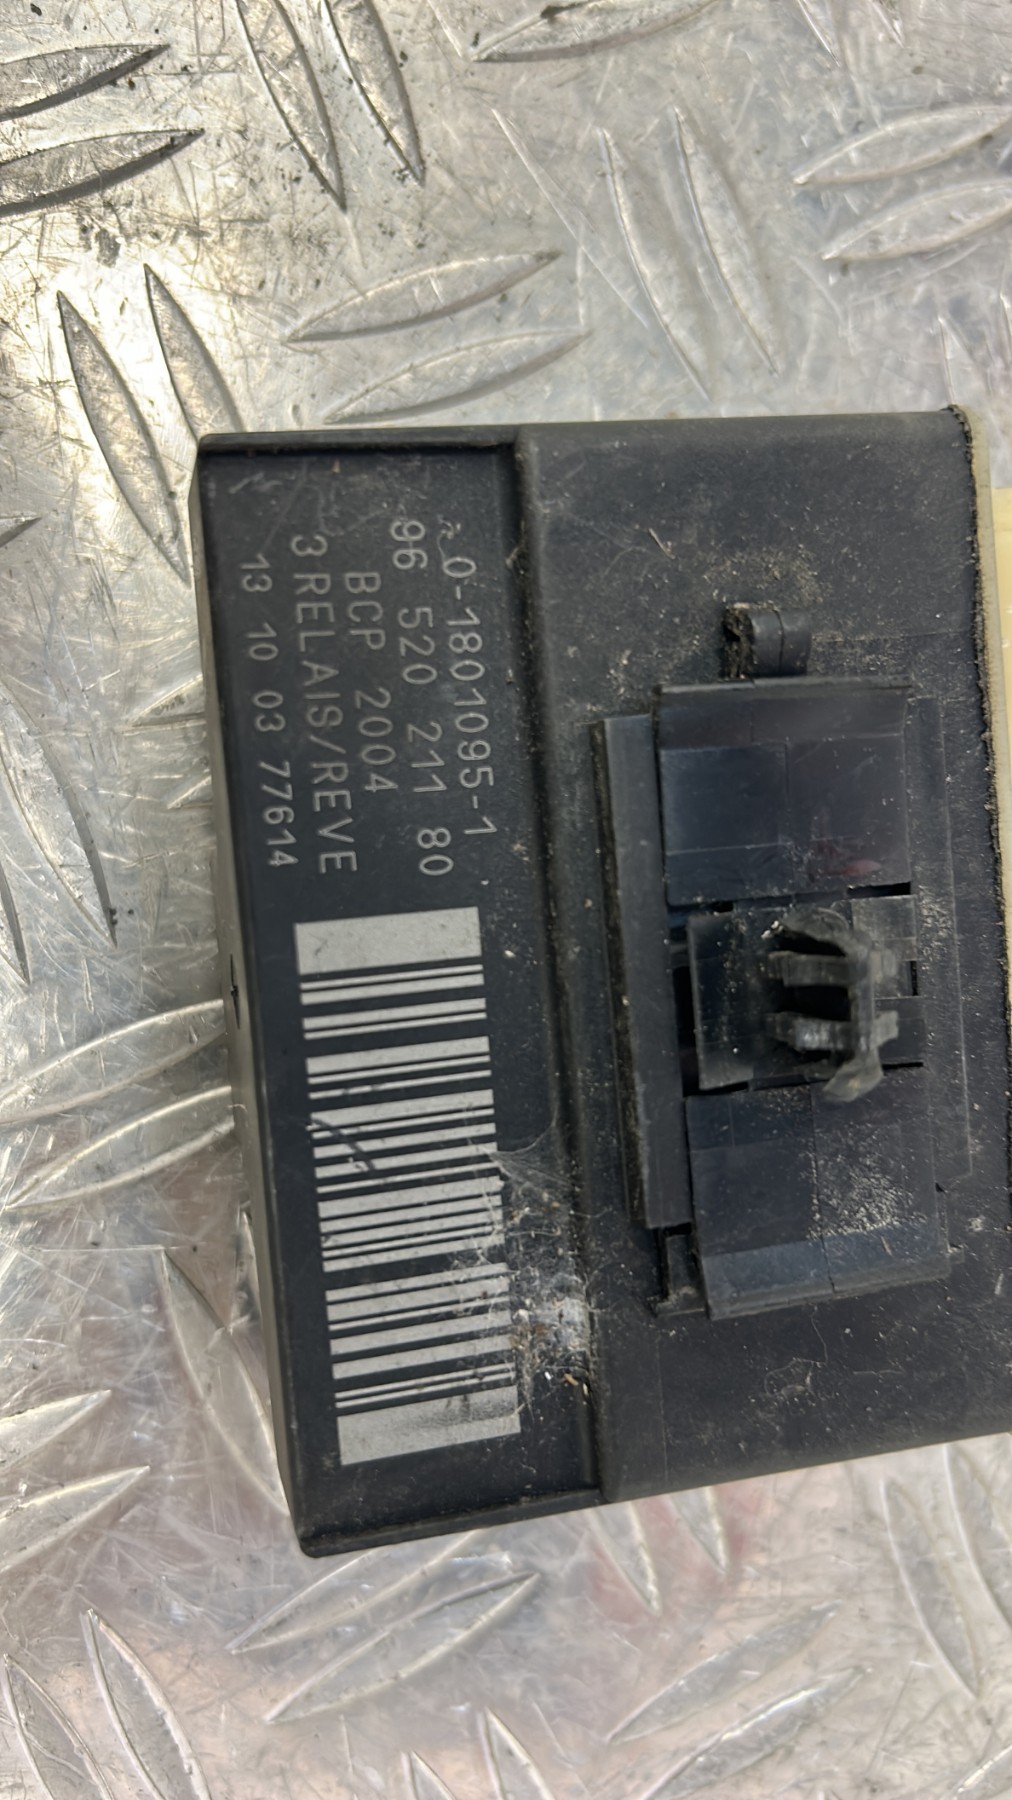 0-1801095-1
96 520 211 80
BCP 2004
3 RELAIS/REVE
13 10 03 77614